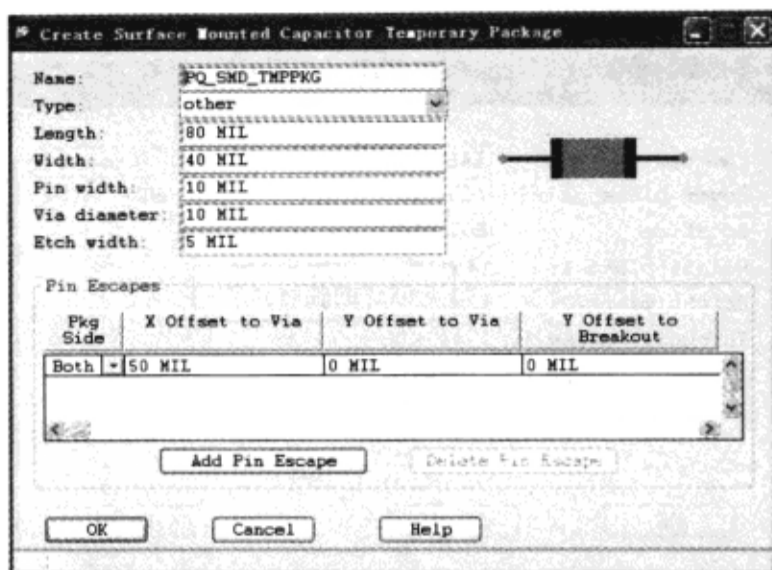 Create Surface Mounted Capacitor Temporary Package
Name: PQ_SMD_TMPPKG
Type: other
Length: 80 MIL
Width: 40 MIL
Pin width: 10 MIL
Via diameter: 10 MIL
Etch width: 5 MIL
Pin Escapes
Pkg Side X Offset to Via Y Offset to Via Y Offset to Breakout
Both 50 MIL 0 MIL 0 MIL
Add Pin Escape Delete Pin Escape
OK Cancel Help